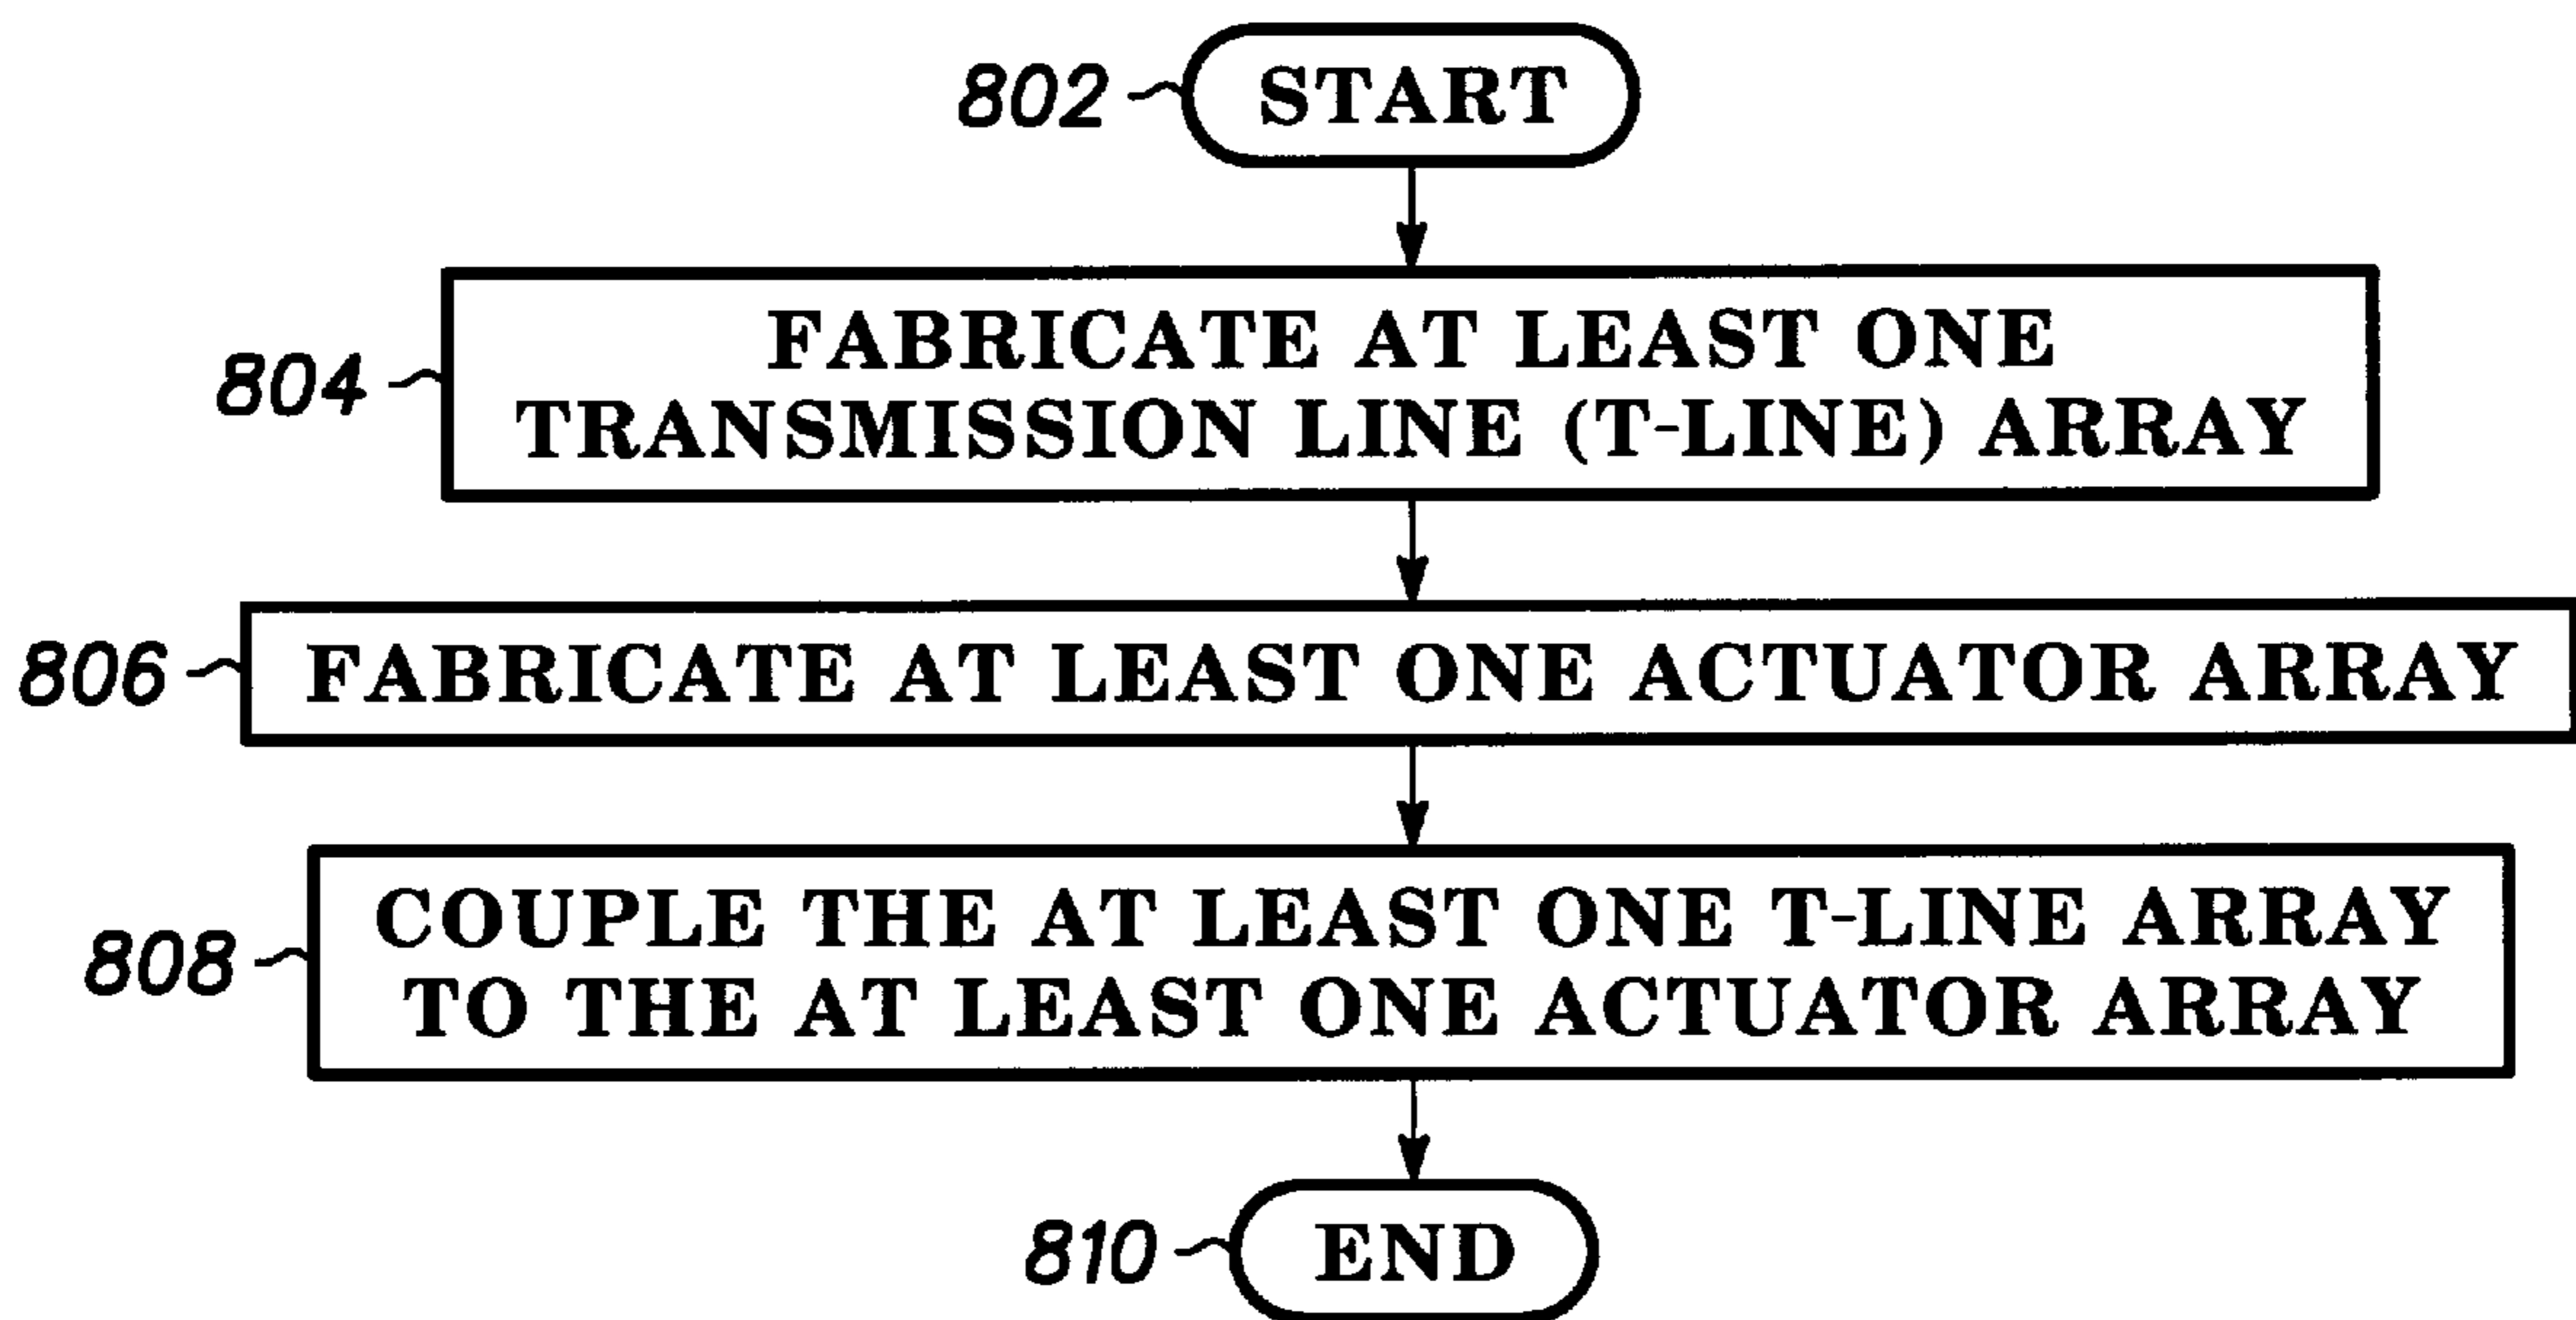 802 START
804 FABRICATE AT LEAST ONE
TRANSMISSION LINE (T-LINE) ARRAY
806 FABRICATE AT LEAST ONE ACTUATOR ARRAY
808 COUPLE THE AT LEAST ONE T-LINE ARRAY
TO THE AT LEAST ONE ACTUATOR ARRAY
810 END